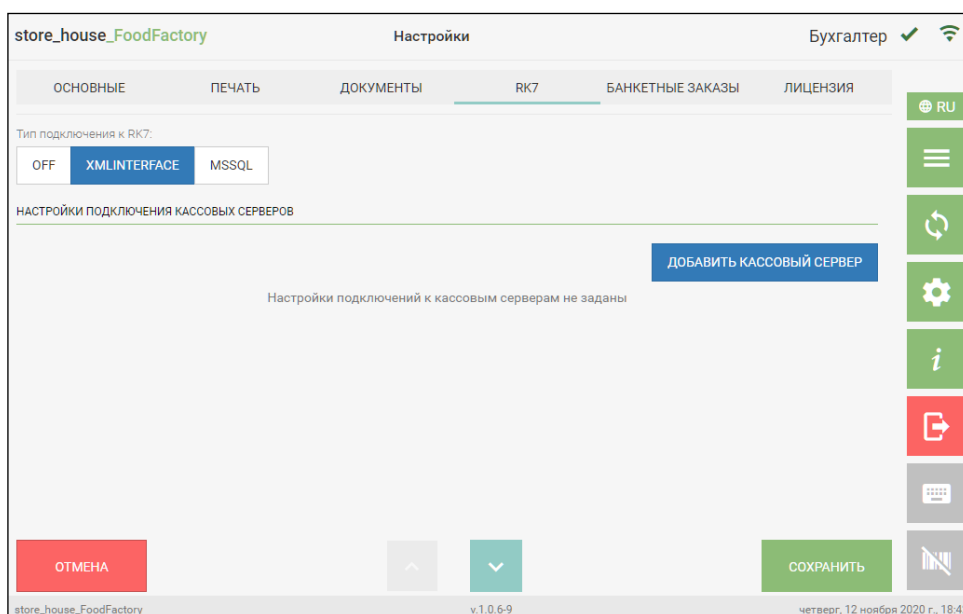 store_house_FoodFactory Настройки Бухгалтер
ОСНОВНЫЕ ПЕЧАТЬ ДОКУМЕНТЫ RK7 БАНКЕТНЫЕ ЗАКАЗЫ ЛИЦЕНЗИЯ
RU
Тип подключения к RK7:
OFF XMLINTERFACE MSSQL
НАСТРОЙКИ ПОДКЛЮЧЕНИЯ КАССОВЫХ СЕРВЕРОВ
ДОБАВИТЬ КАССОВЫЙ СЕРВЕР
Настройки подключений к кассовым серверам не заданы
i
ОТМЕНА СОХРАНИТЬ
store_house_FoodFactory v.1.0.6-9 четверг, 12 ноября 2020 г., 18:4